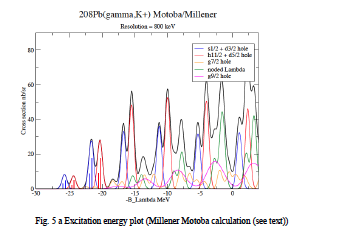 208Pb(gamma,K+) Motoba/Millener
Resolution = 800 keV
s1/2 + d3/2 hole
h11/2 + d5/2 hole
g7/2 hole
noded Lambda
g9/2 hole
Cross section nb/sr
80
60
40
20
0
-30
-25
-20
-15
-10
-5
0
-B_Lambda MeV
Fig. 5 a Excitation energy plot (Millener Motoba calculation (see text))